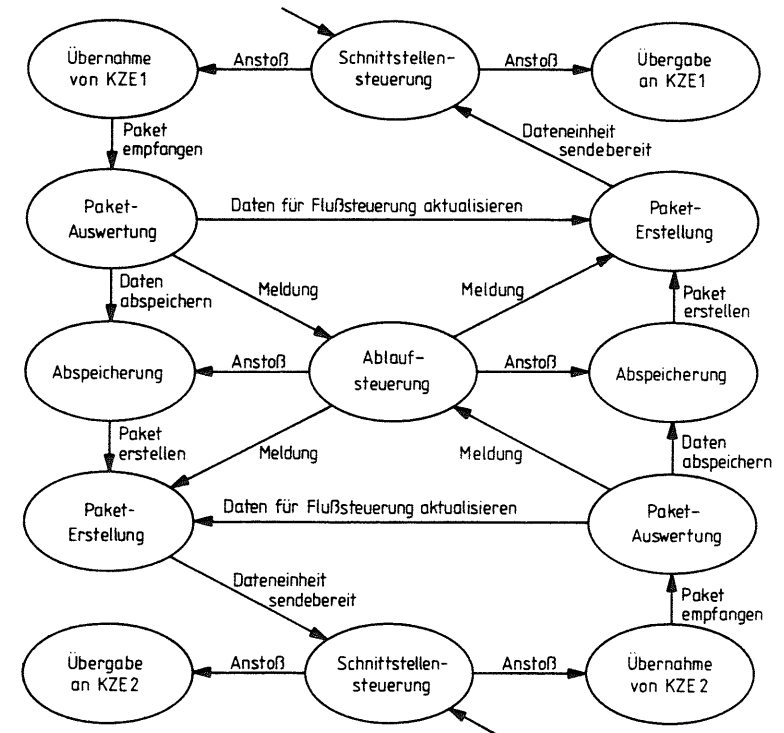 Übernahme
von KZE1
Anstoß
Schnittstellen-
steuerung
Anstoß
Übergabe
an KZE1
Paket
empfangen
Dateneinheit
sendebereit
Paket-
Auswertung
Daten für Flußsteuerung aktualisieren
Paket-
Erstellung
Daten
abspeichern
Meldung
Meldung
Paket
erstellen
Abspeicherung
Anstoß
Ablauf-
steuerung
Anstoß
Abspeicherung
Paket
erstellen
Meldung
Meldung
Daten
abspeichern
Paket-
Erstellung
Daten für Flußsteuerung aktualisieren
Paket-
Auswertung
Dateneinheit
sendebereit
Paket
empfangen
Übergabe
an KZE2
Anstoß
Schnittstellen-
steuerung
Anstoß
Übernahme
von KZE2